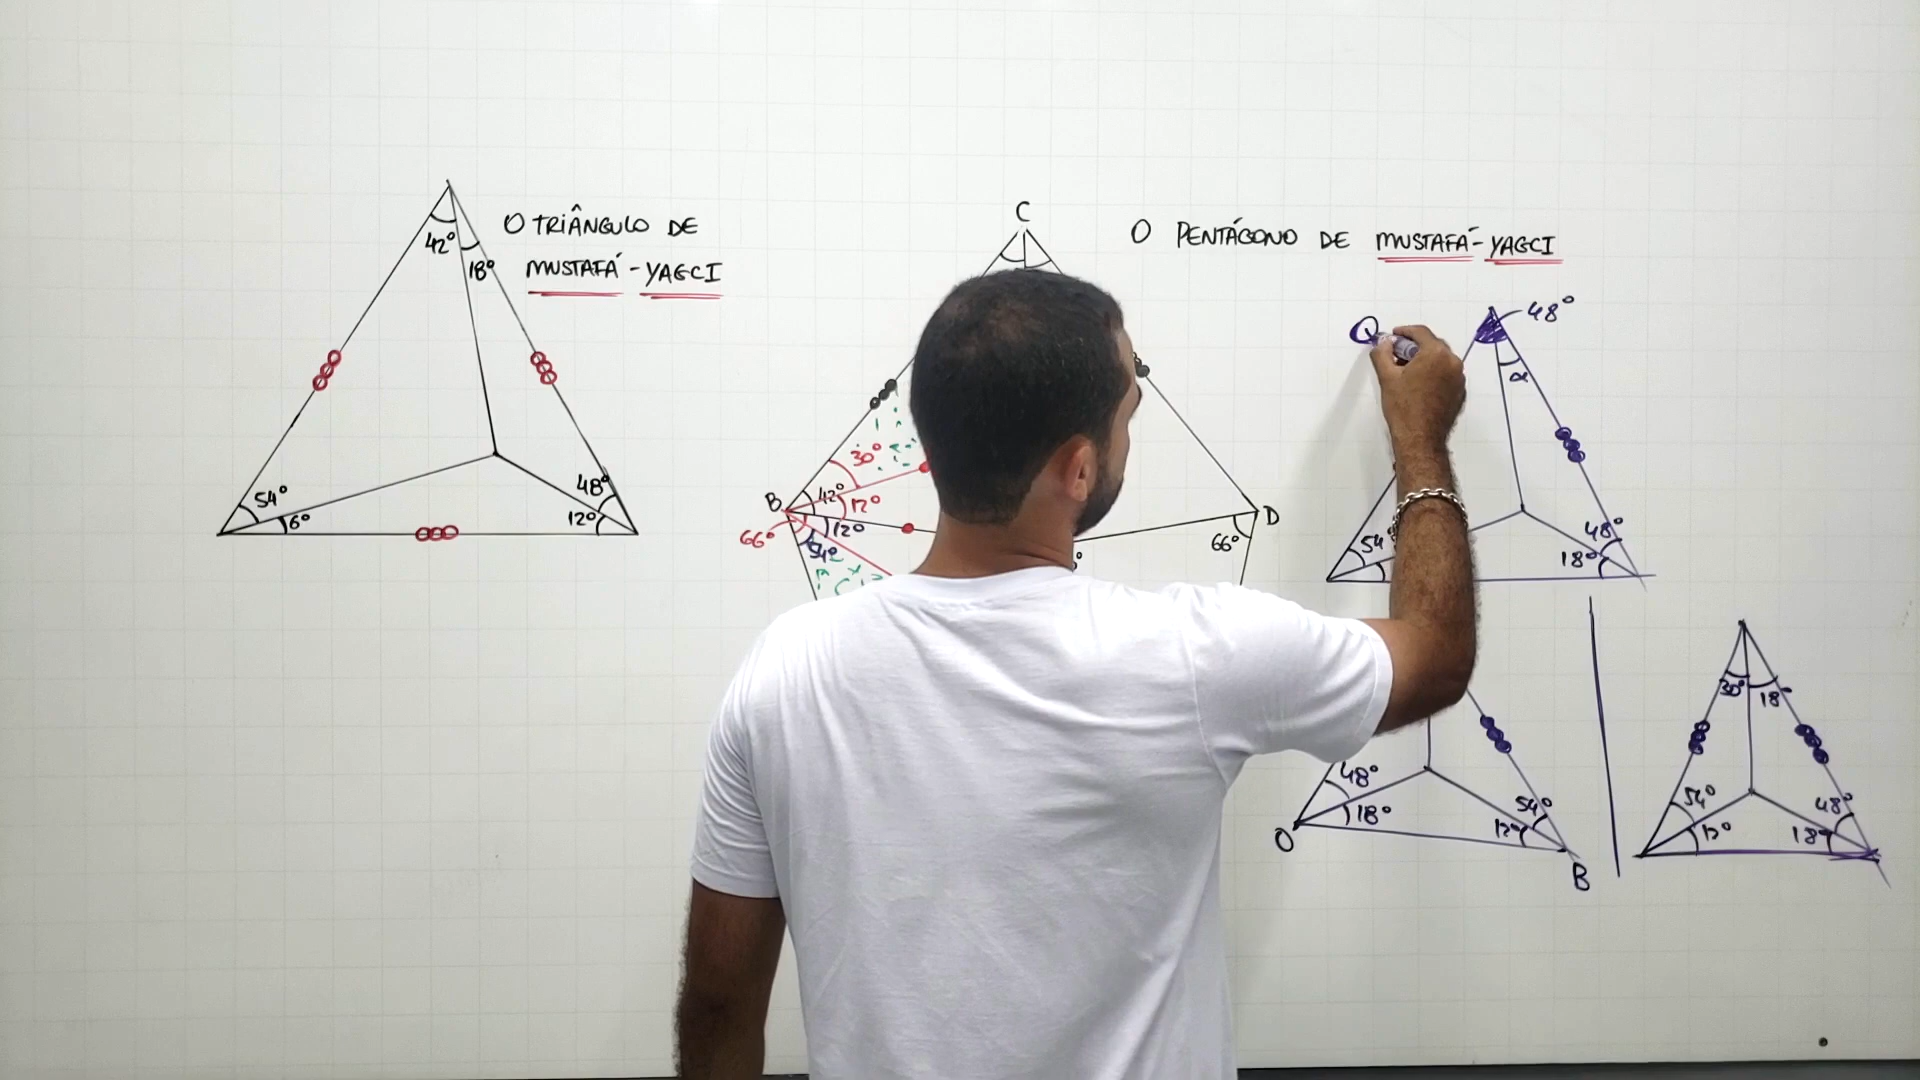 O TRIÂNGULO DE
MUSTAFÁ-YAGCI
42°
18°
54°
6°
48°
12°
C
O PENTÁGONO DE MUSTAFÁ-YAGCI
B
30°
42°
12°
12°
66°
54°
D
66°
Q
48°
α
54°
48°
18°
48°
18°
54°
12°
O
B
30°
18°
54°
12°
48°
18°